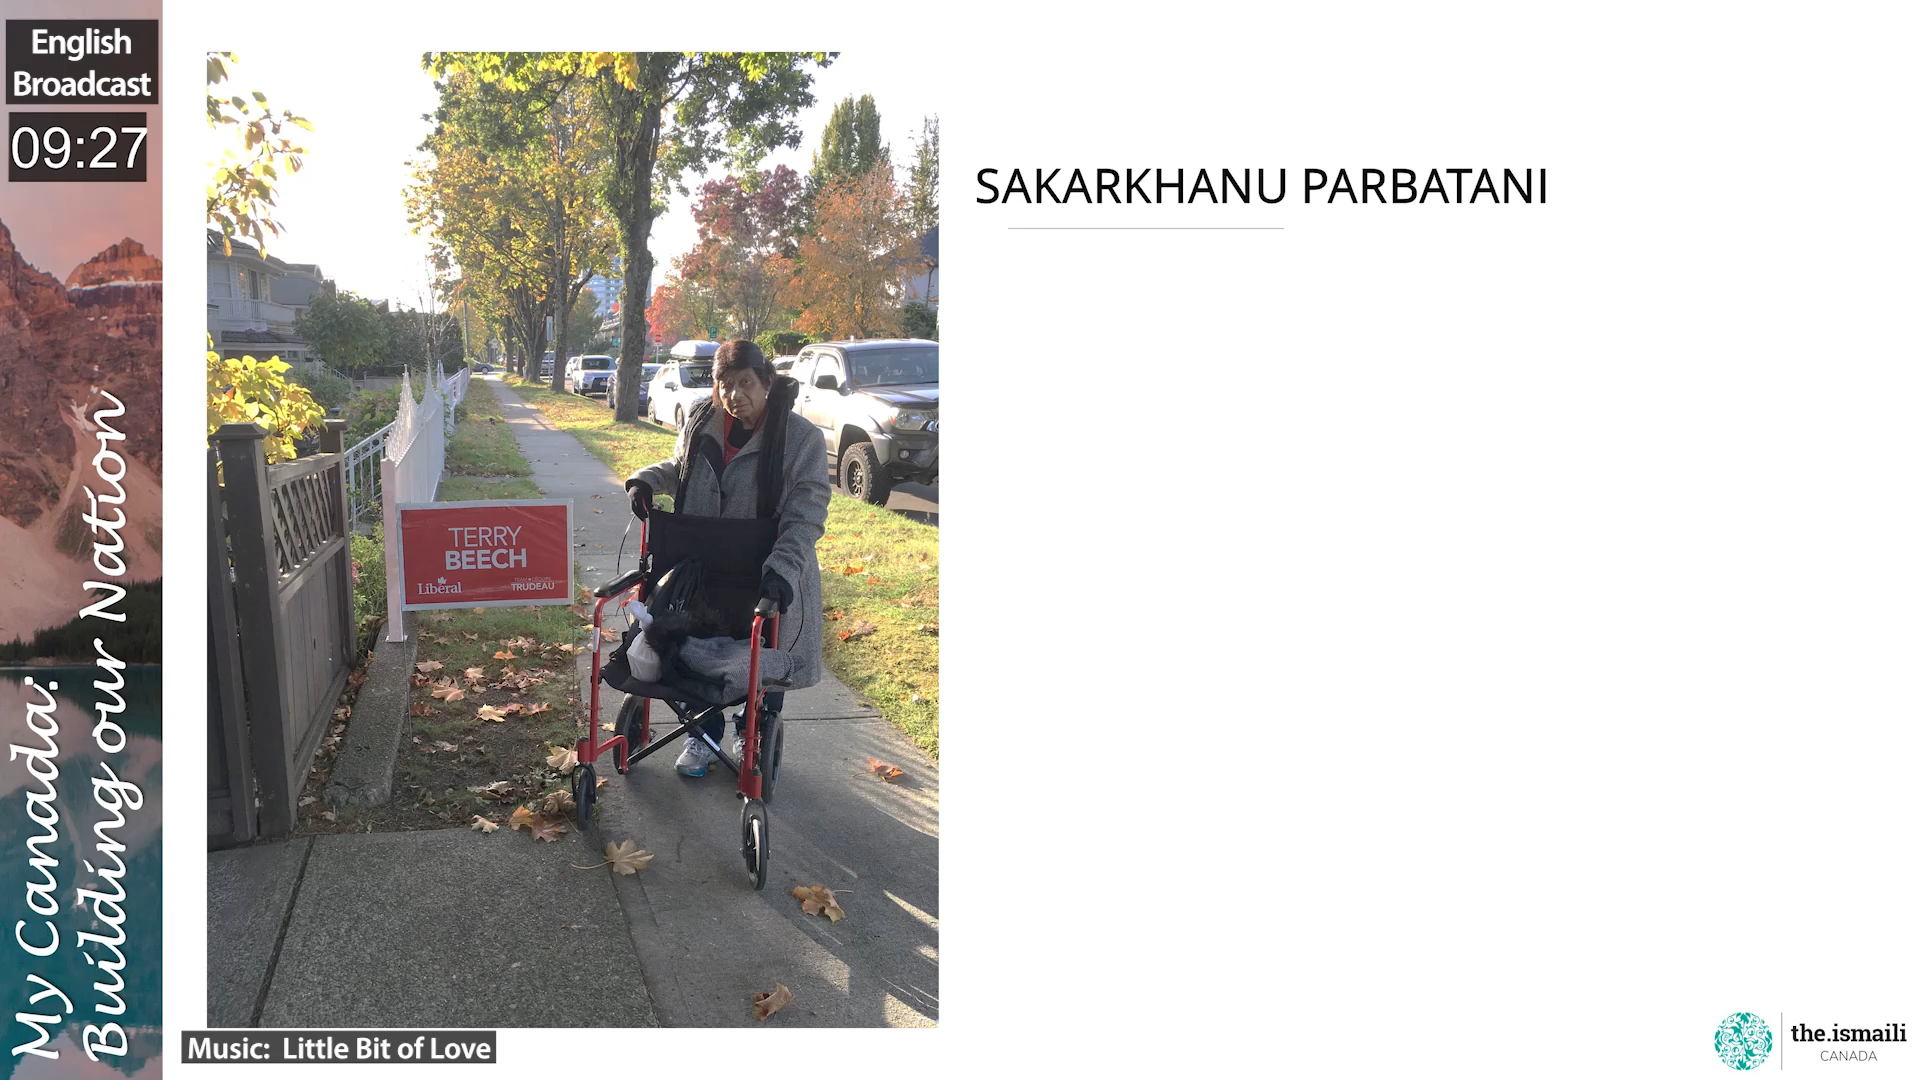 English
Broadcast
09:27
My Canada:
Building our Nation
SAKARKHANU PARBATANI
TERRY
BEECH
Liberal
TRUDEAU
Music: Little Bit of Love
the.ismaili
CANADA